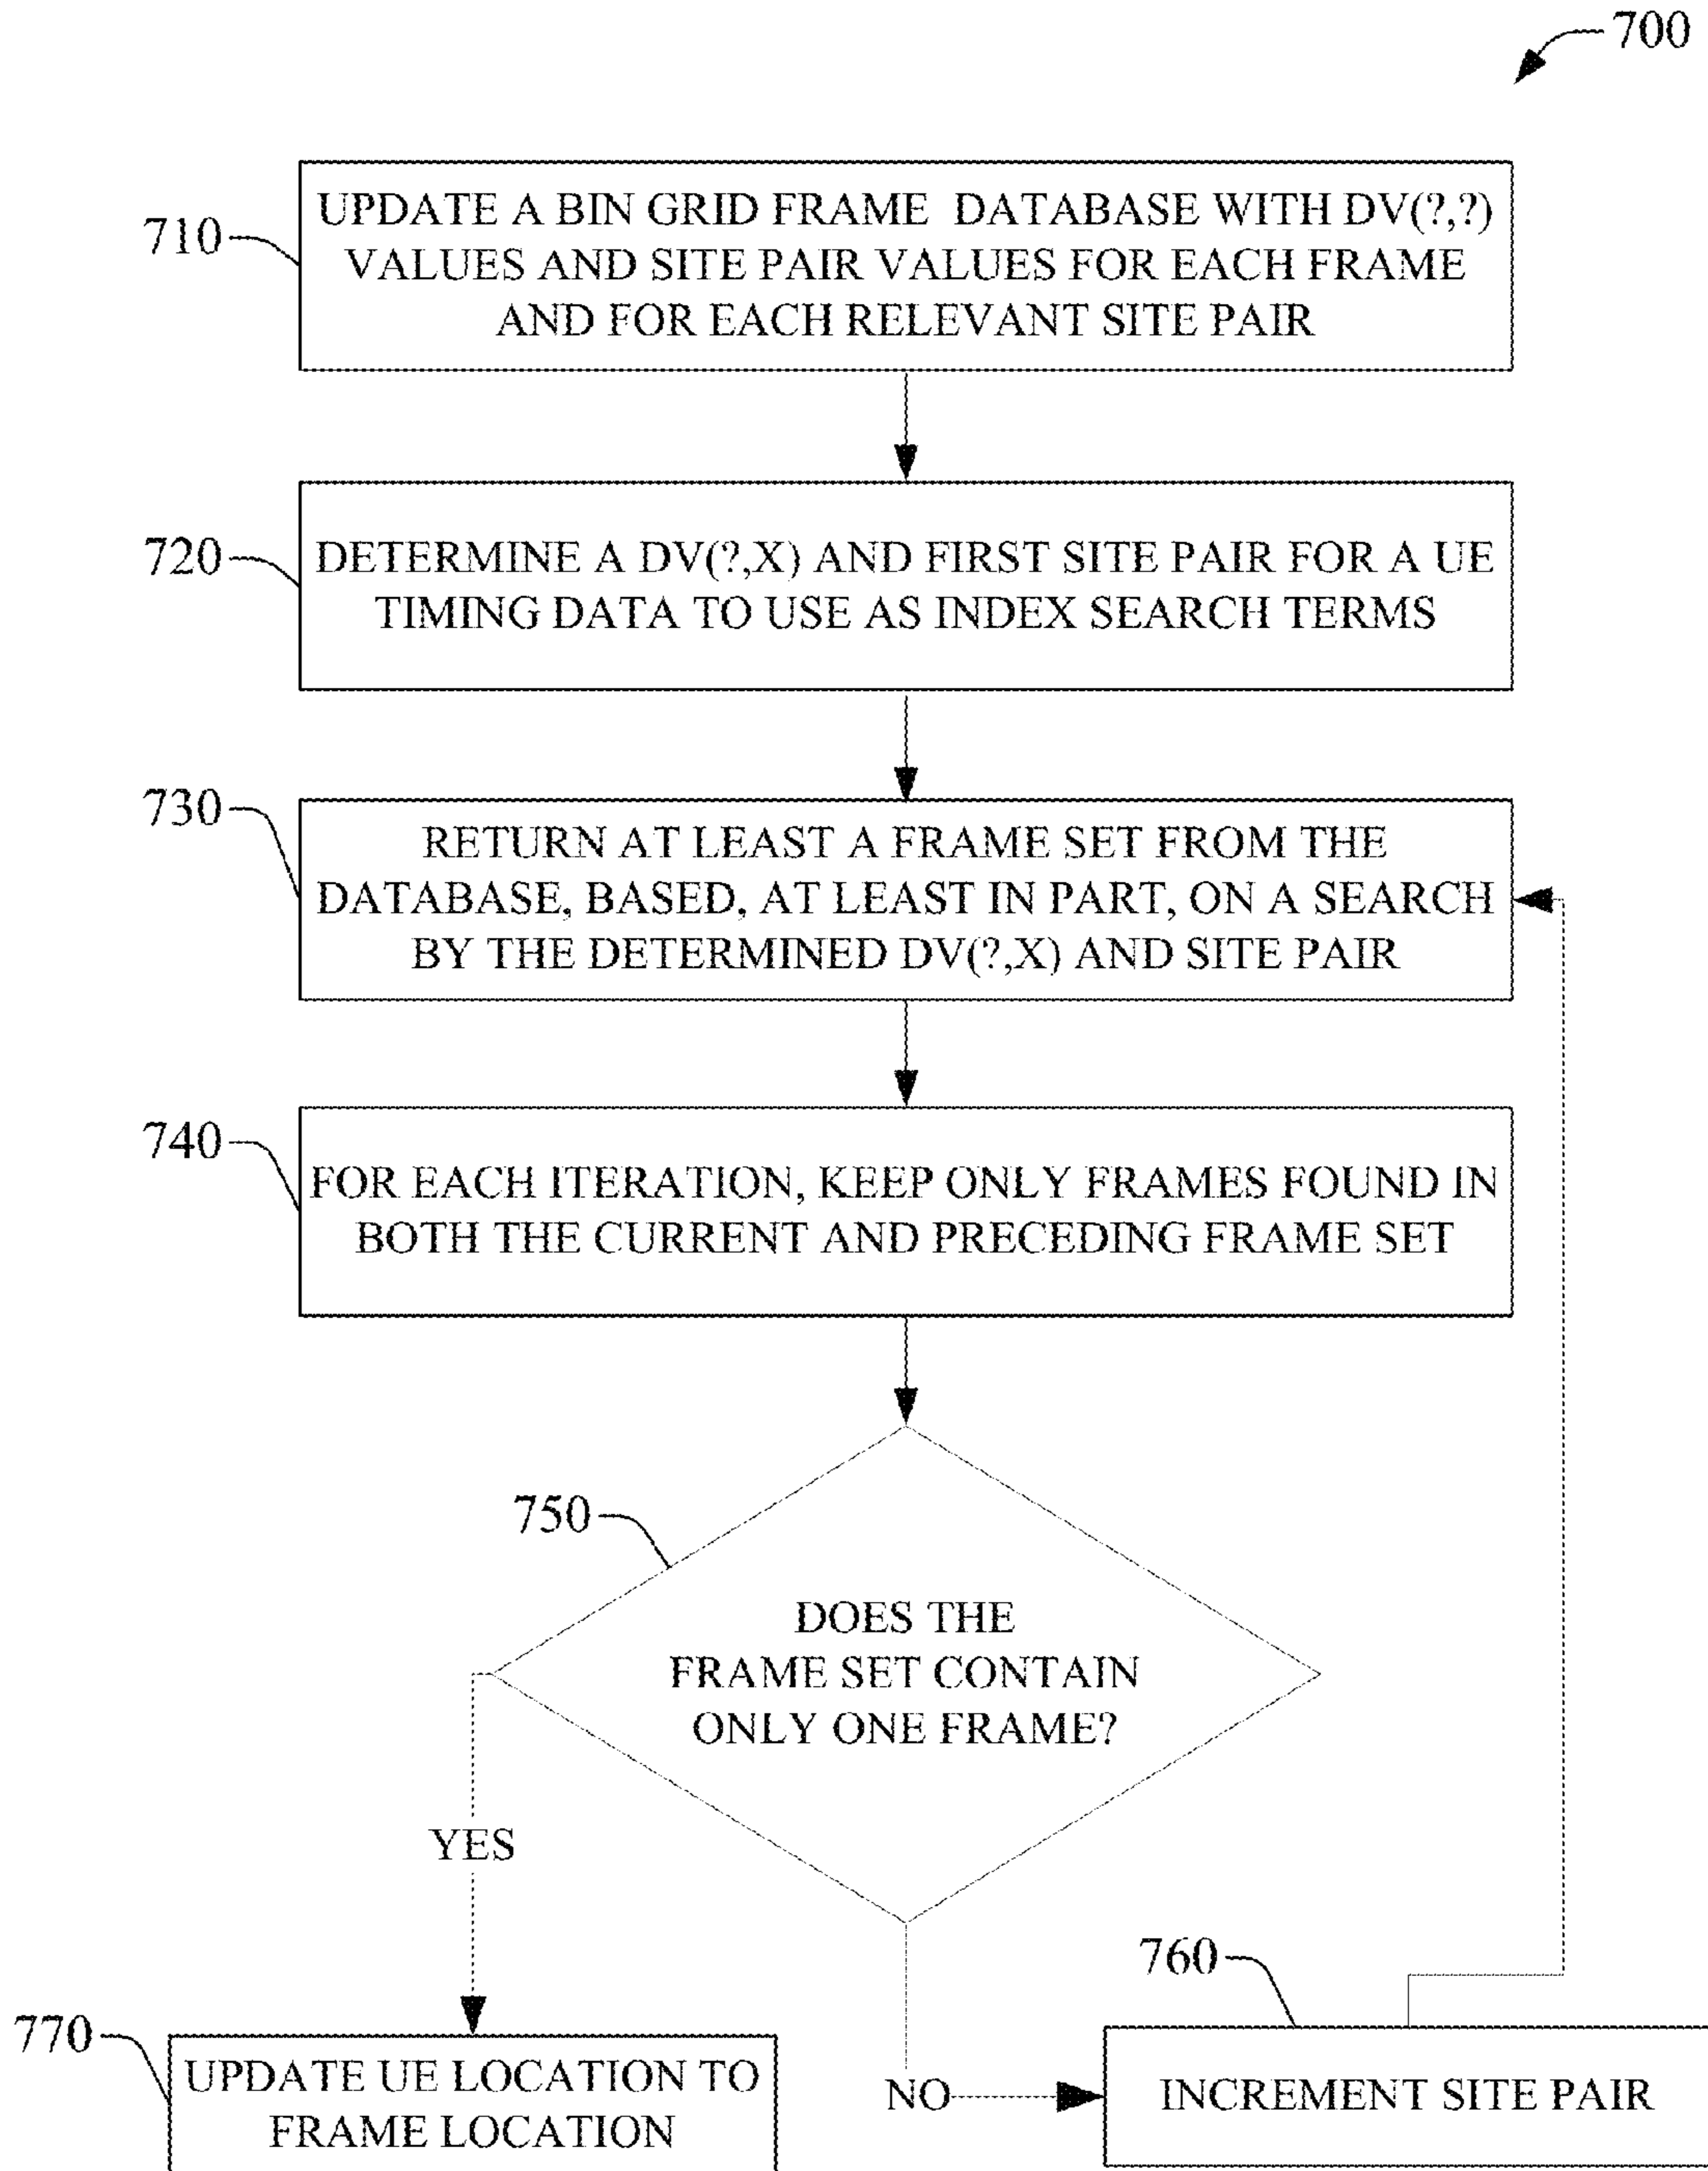 700
710
UPDATE A BIN GRID FRAME DATABASE WITH DV(?,?)
VALUES AND SITE PAIR VALUES FOR EACH FRAME
AND FOR EACH RELEVANT SITE PAIR
720
DETERMINE A DV(?,X) AND FIRST SITE PAIR FOR A UE
TIMING DATA TO USE AS INDEX SEARCH TERMS
730
RETURN AT LEAST A FRAME SET FROM THE
DATABASE, BASED, AT LEAST IN PART, ON A SEARCH
BY THE DETERMINED DV(?,X) AND SITE PAIR
740
FOR EACH ITERATION, KEEP ONLY FRAMES FOUND IN
BOTH THE CURRENT AND PRECEDING FRAME SET
750
DOES THE
FRAME SET CONTAIN
ONLY ONE FRAME?
YES
760
770
UPDATE UE LOCATION TO
FRAME LOCATION
NO
INCREMENT SITE PAIR